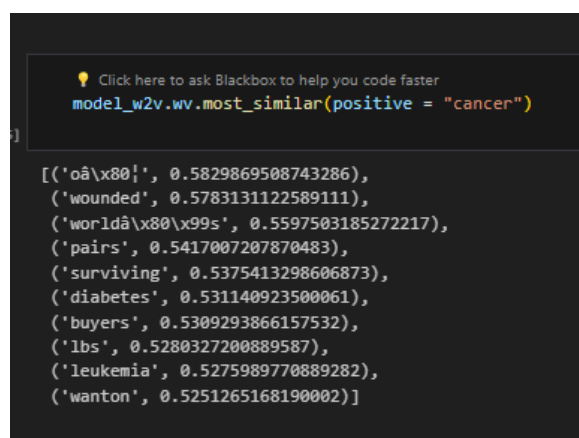 Click here to ask Blackbox to help you code faster
model_w2v.wv.most_similar(positive = "cancer")
]
[('oâ\x80¦', 0.5829869508743286),
('wounded', 0.5783131122589111),
('worldâ\x80\x99s', 0.5597503185272217),
('pairs', 0.5417007207870483),
('surviving', 0.5375413298606873),
('diabetes', 0.531140923500061),
('buyers', 0.5309293866157532),
('lbs', 0.5280327200889587),
('leukemia', 0.5275989770889282),
('wanton', 0.5251265168190002)]